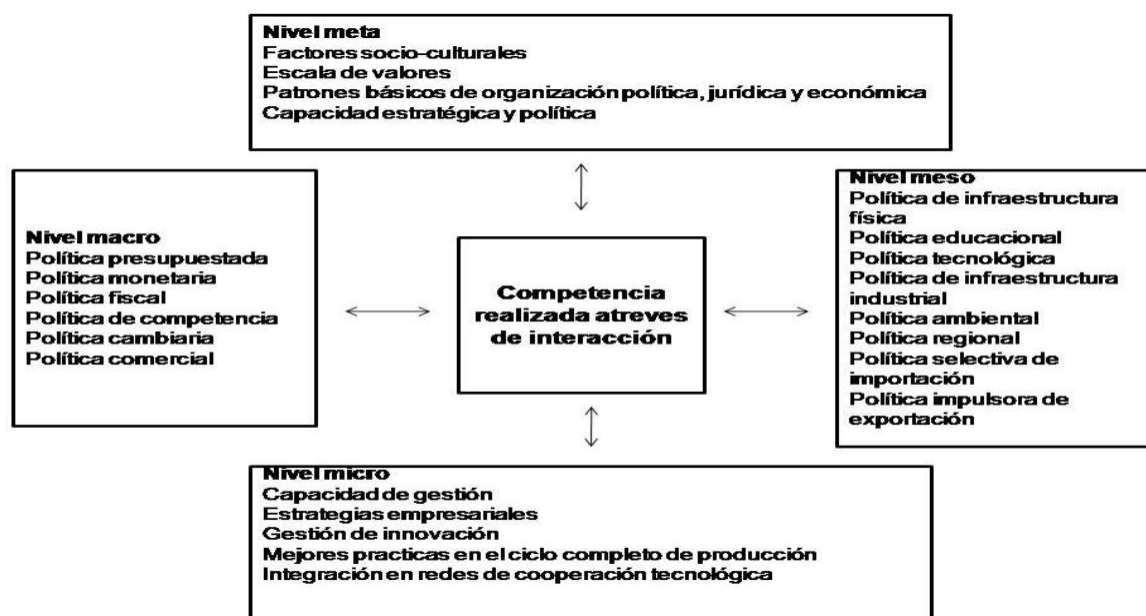 Nivel meta
Factores socio-culturales
Escala de valores
Patrones básicos de organización política, jurídica y económica
Capacidad estratégica y política
Nivel macro
Política presupuestada
Política monetaria
Política fiscal
Política de competencia
Política cambiaria
Política comercial
Competencia
realizada atreves
de interacción
Nivel meso
Política de infraestructura
física
Política educacional
Política tecnológica
Política de infraestructura
industrial
Política ambiental
Política regional
Política selectiva de
importación
Política impulsora de
exportación
Nivel micro
Capacidad de gestión
Estrategias empresariales
Gestión de innovación
Mejores practicas en el ciclo completo de producción
Integración en redes de cooperación tecnológica